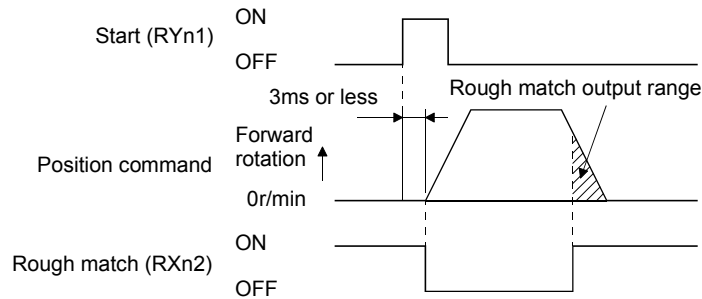 ON
Start (RYn1)
OFF
3ms or less
Rough match output range
Forward
rotation
Position command
0r/min
ON
Rough match (RXn2)
OFF